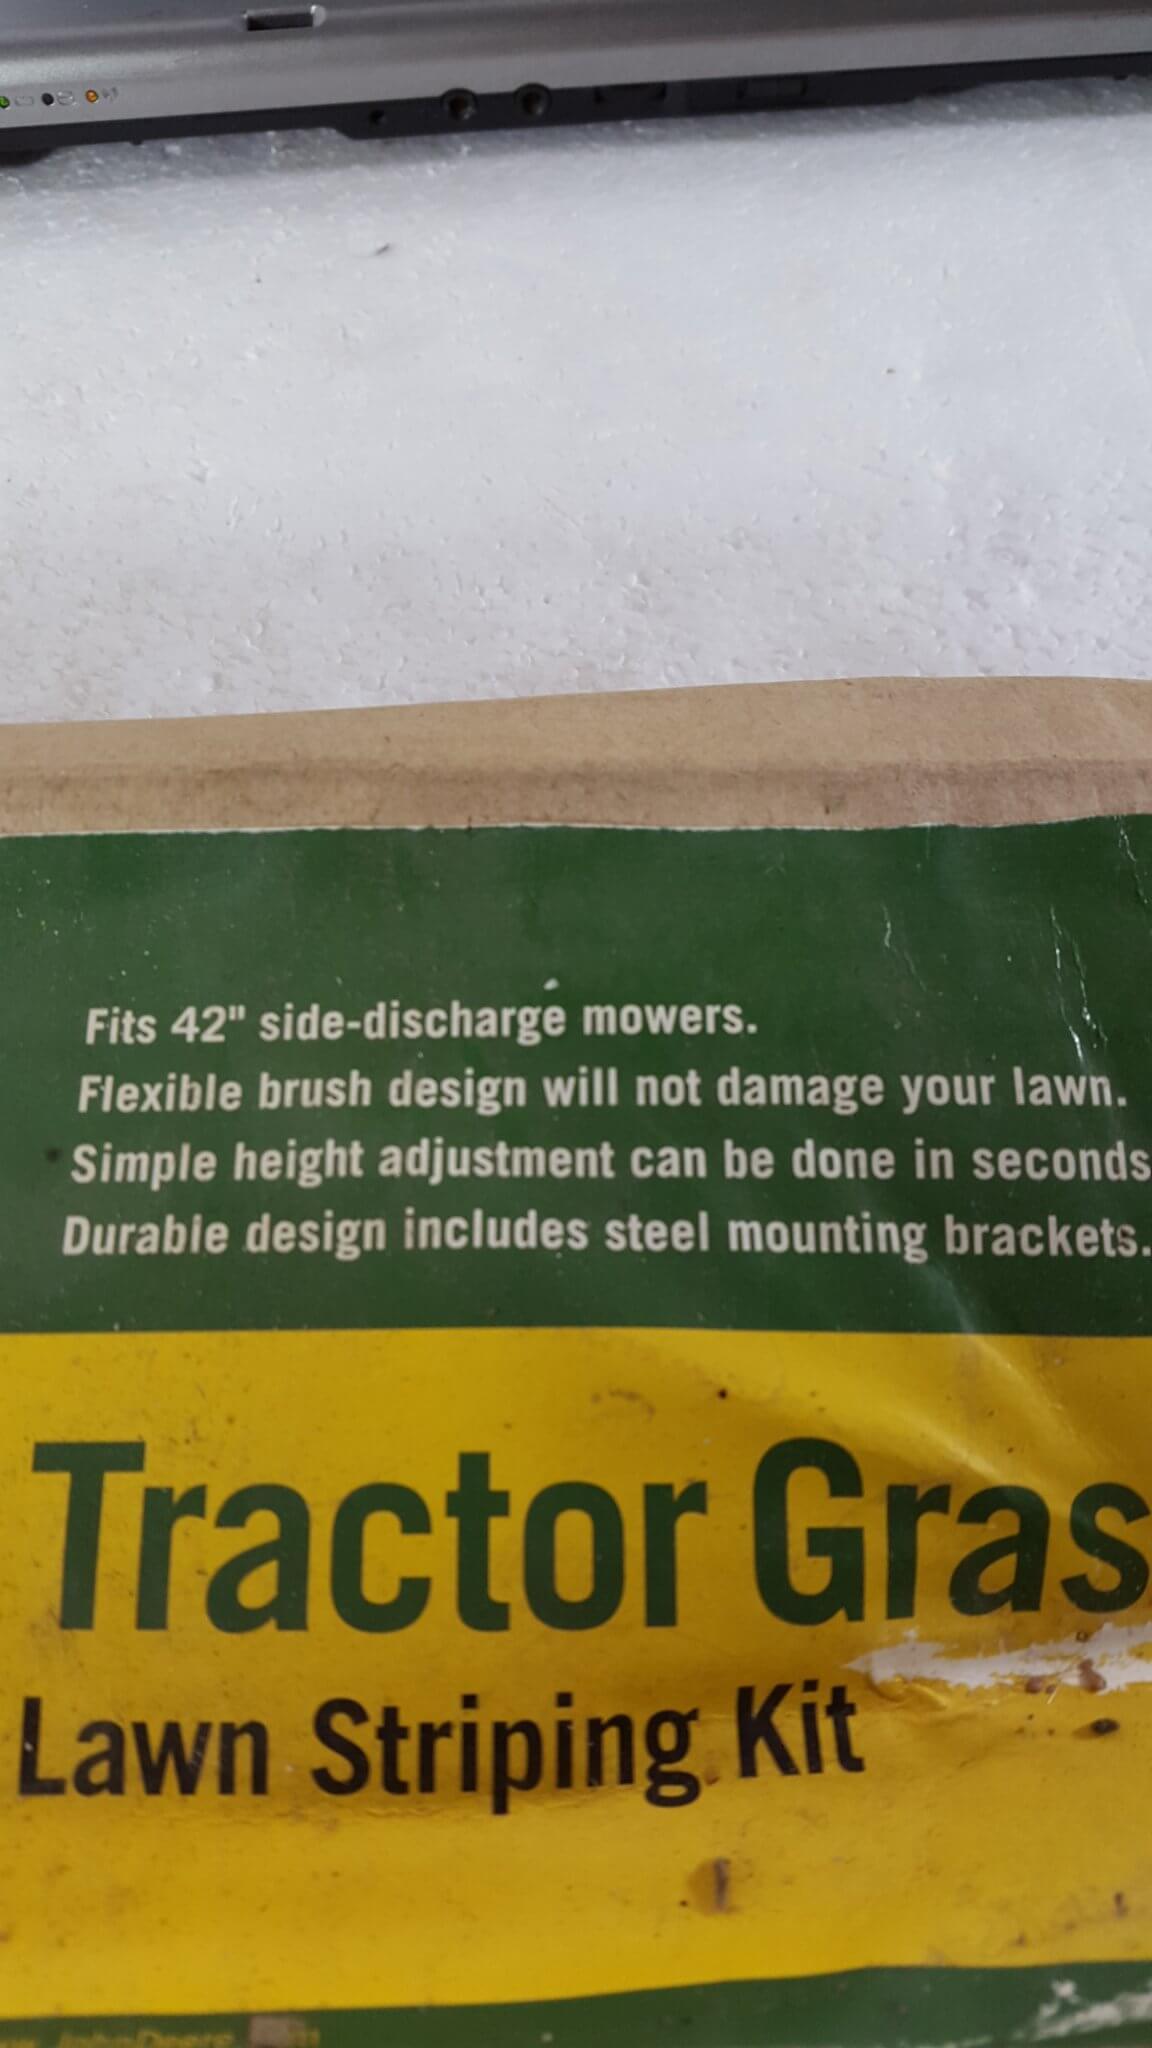 Fits 42" side-discharge mowers.
Flexible brush design will not damage your lawn.
Simple height adjustment can be done in seconds
Durable design includes steel mounting brackets.
Tractor Gras
Lawn Striping Kit
JohnDeere